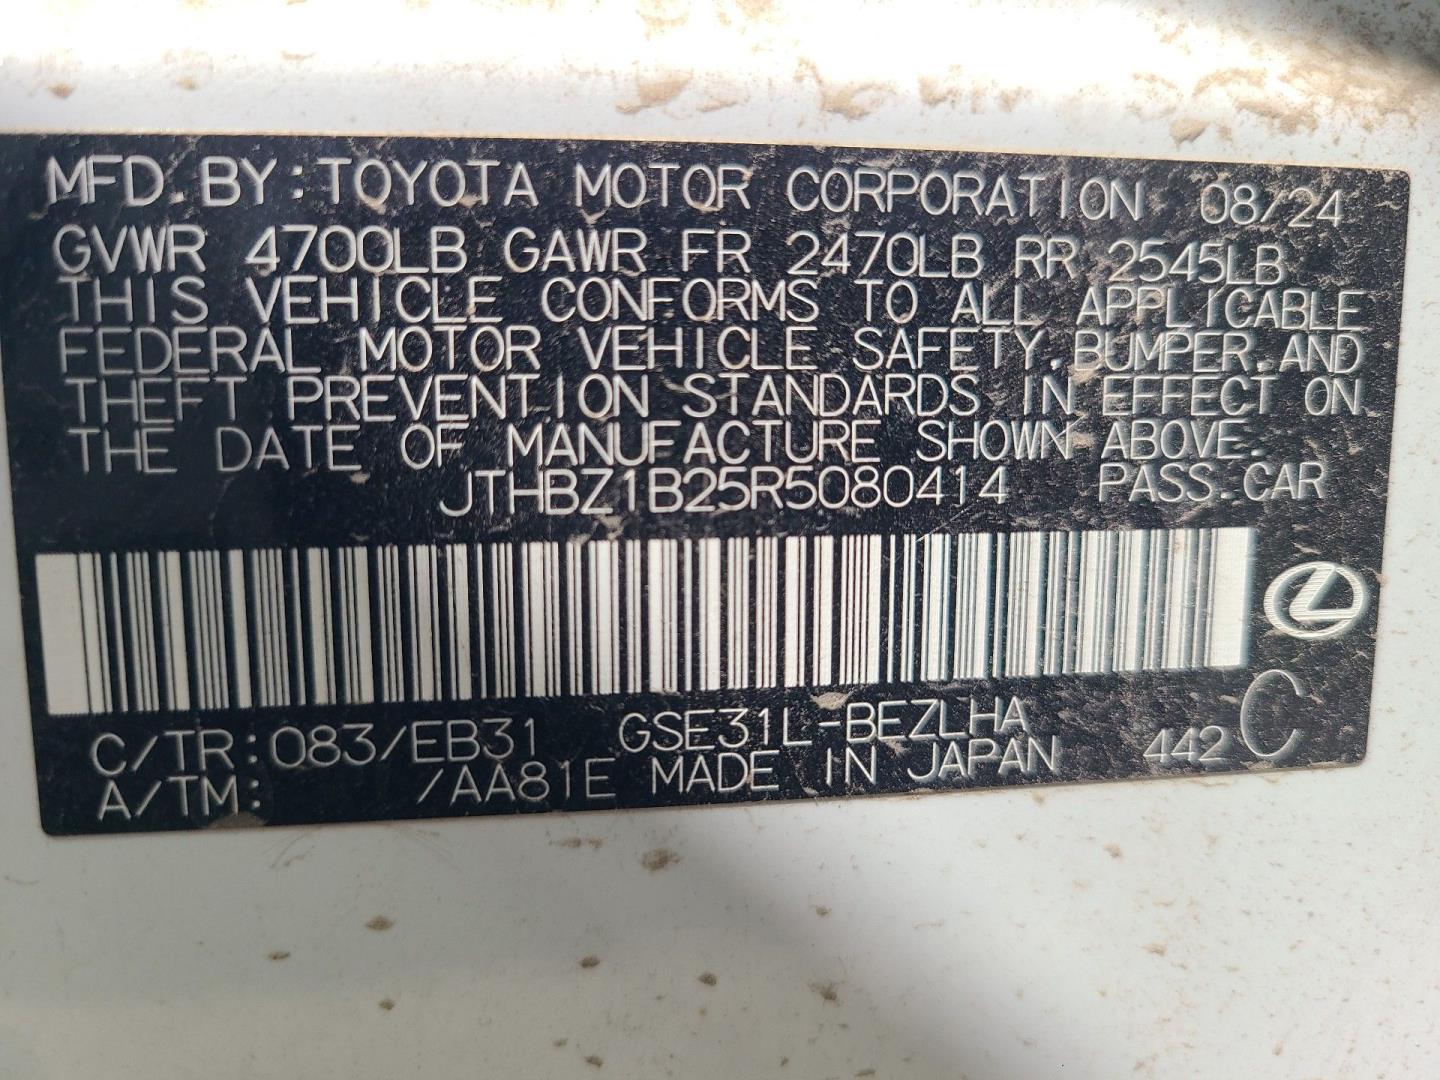 MFD.BY:TOYOTA MOTOR CORPORATION 08/24
GVWR 4700LB GAWR FR 2470LB RR 2545LB
THIS VEHICLE CONFORMS TO ALL APPLICABLE
FEDERAL MOTOR VEHICLE SAFETY.BUMPER.AND
THEFT PREVENTION STANDARDS IN EFFECT ON
THE DATE OF MANUFACTURE SHOWN ABOVE.
JTHBZ1B25R5080414 PASS.CAR
C/TR:083/EB31 GSE31L-BEZLHA 442 C
A/TM: /AA81E MADE IN JAPAN